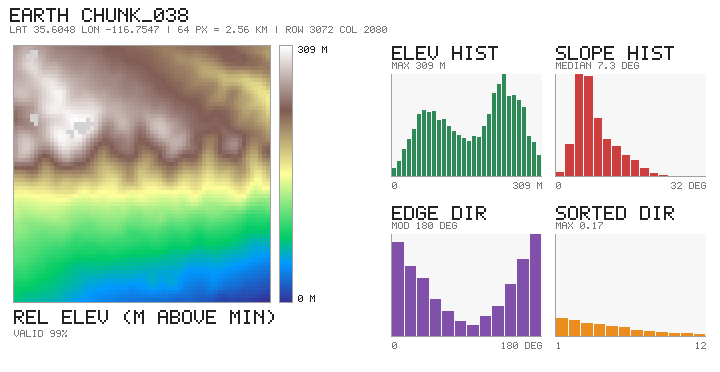 EARTH CHUNK_038
LAT 35.6048 LON -116.7547 | 64 PX = 2.56 KM | ROW 3072 COL 2080
309 M
0 M
REL ELEV (M ABOVE MIN)
VALID 99%
ELEV HIST
MAX 309 M
0 309 M
SLOPE HIST
MEDIAN 7.3 DEG
0 32 DEG
EDGE DIR
MOD 180 DEG
0 180 DEG
SORTED DIR
MAX 0.17
1 12